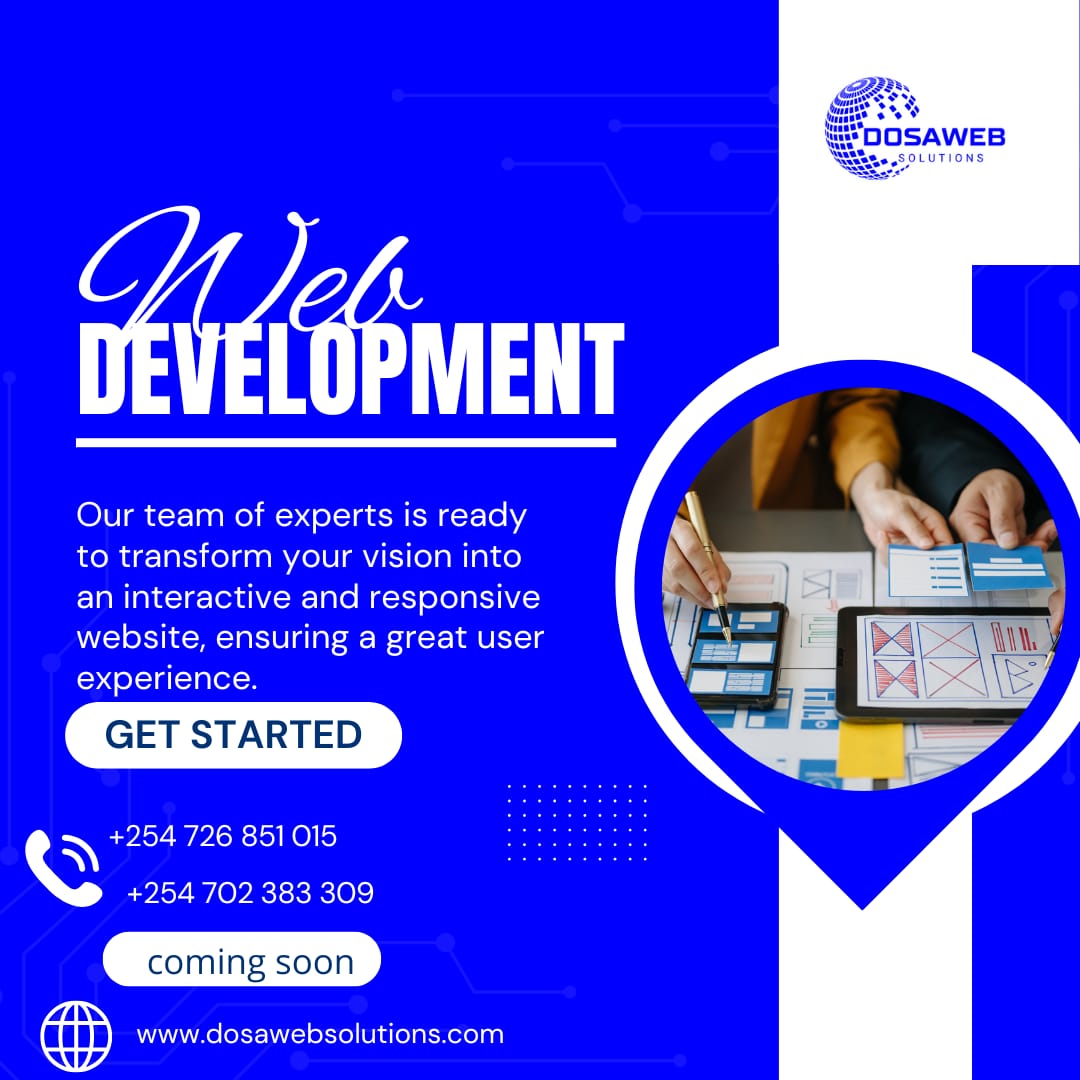 DOSAWEB
SOLUTIONS
Web
DEVELOPMENT
Our team of experts is ready
to transform your vision into
an interactive and responsive
website, ensuring a great user
experience.
GET STARTED
+254 726 851 015
+254 702 383 309
coming soon
www.dosawebsolutions.com